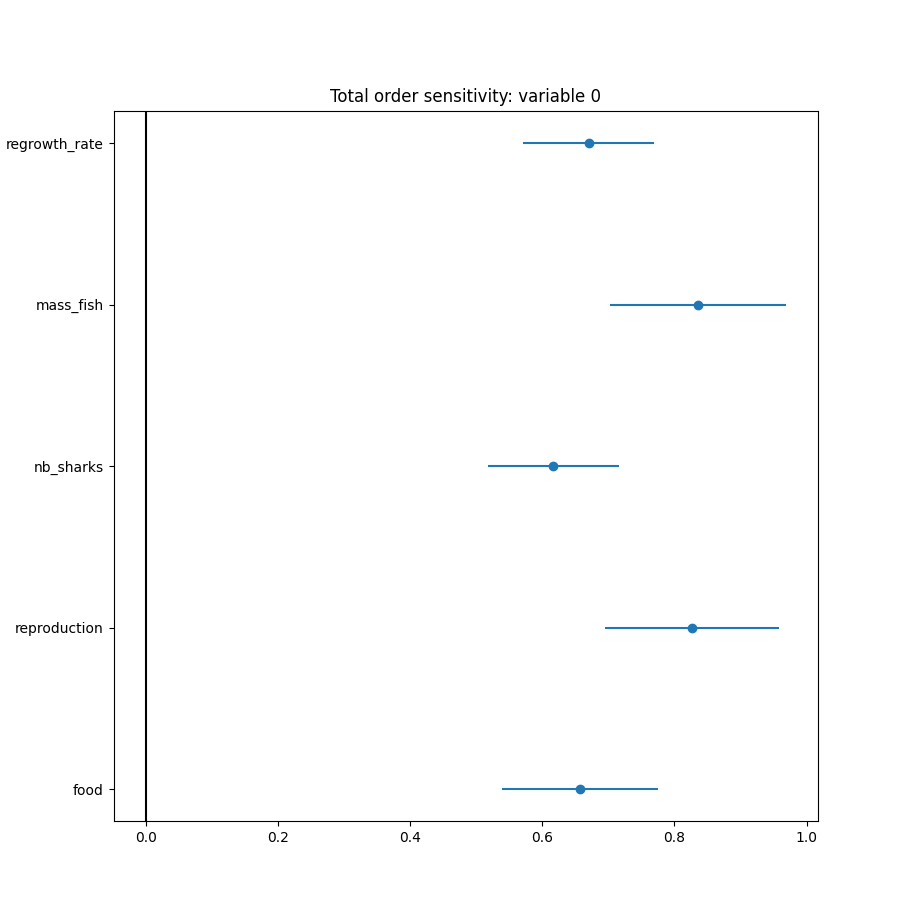 Total order sensitivity: variable 0
regrowth_rate
mass_fish
nb_sharks
reproduction
food
0.0 0.2 0.4 0.6 0.8 1.0